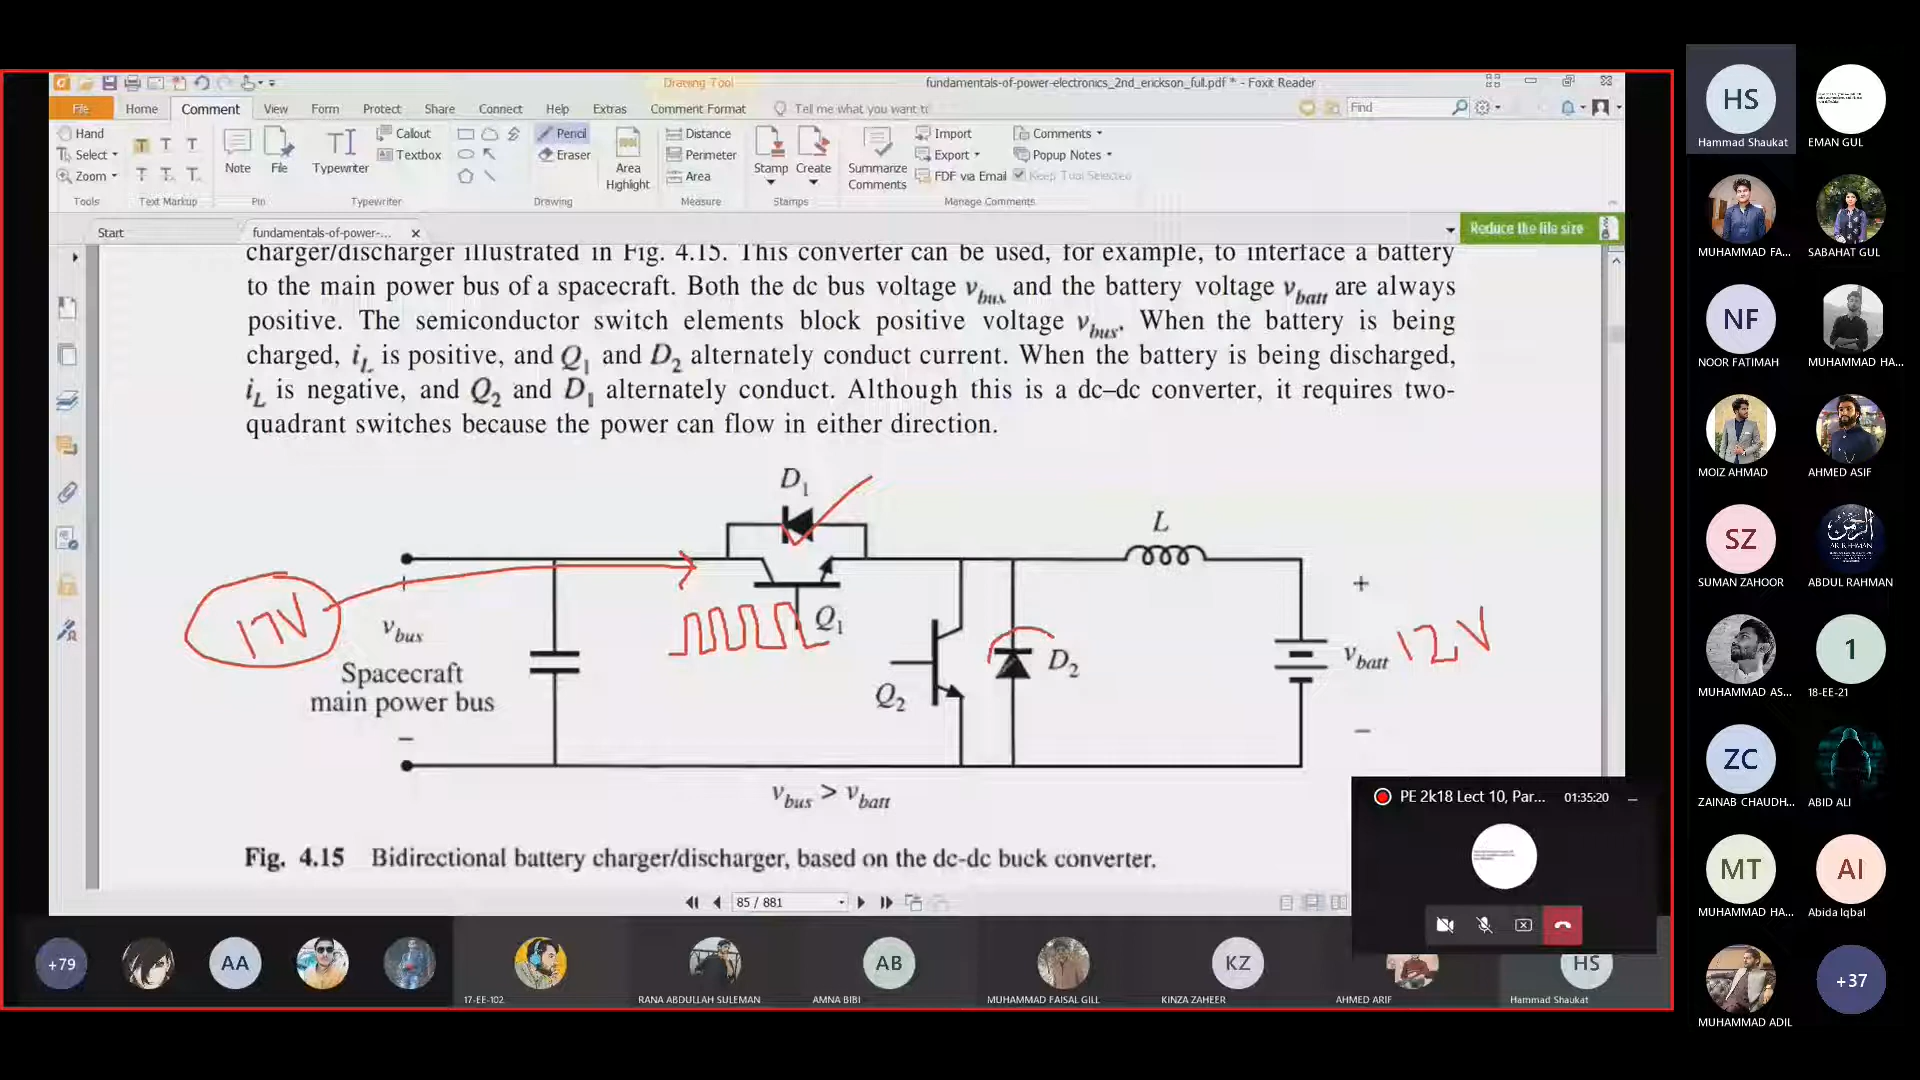 Drawing Tool
fundamentals-of-power-electronics_2nd_erickson_full.pdf * - Foxit Reader
File Home Comment View Form Protect Share Connect Help Extras Comment Format Tell me what you want t Find
Hand
Select
Zoom
Tools
Text Markup
Note
File
Pin
Typewriter
Callout
Textbox
Typewriter
Pencil
Eraser
Area Highlight
Drawing
Distance
Perimeter
Area
Measure
Stamp
Create
Stamps
Summarize Comments
Import
Export
FDF via Email
Comments
Popup Notes
Keep Tool Selected
Manage Comments
Start
fundamentals-of-power-...
Reduce the file size
charger/discharger illustrated in Fig. 4.15. This converter can be used, for example, to interface a battery
to the main power bus of a spacecraft. Both the dc bus voltage vbus and the battery voltage vbatt are always
positive. The semiconductor switch elements block positive voltage vbus. When the battery is being
charged, iL is positive, and Q1 and D2 alternately conduct current. When the battery is being discharged,
iL is negative, and Q2 and D1 alternately conduct. Although this is a dc–dc converter, it requires two-
quadrant switches because the power can flow in either direction.
D1
L
+
+
17V
vbus
Q1
Spacecraft
main power bus
Q2
D2
vbatt
12V
−
−
vbus > vbatt
Fig. 4.15 Bidirectional battery charger/discharger, based on the dc-dc buck converter.
85 / 881
PE 2k18 Lect 10, Par... 01:35:20
+79
AA
17-EE-102
RANA ABDULLAH SULEMAN
AB
AMNA BIBI
MUHAMMAD FAISAL GILL
KZ
KINZA ZAHEER
AHMED ARIF
HS
Hammad Shaukat
HS
Hammad Shaukat
EMAN GUL
MUHAMMAD FA...
SABAHAT GUL
NF
NOOR FATIMAH
MUHAMMAD HA...
MOIZ AHMAD
AHMED ASIF
SZ
SUMAN ZAHOOR
ABDUL RAHMAN
MUHAMMAD AS...
1
18-EE-21
ZC
ZAINAB CHAUDH...
ABID ALI
MT
MUHAMMAD HA...
AI
Abida Iqbal
MUHAMMAD ADIL
+37